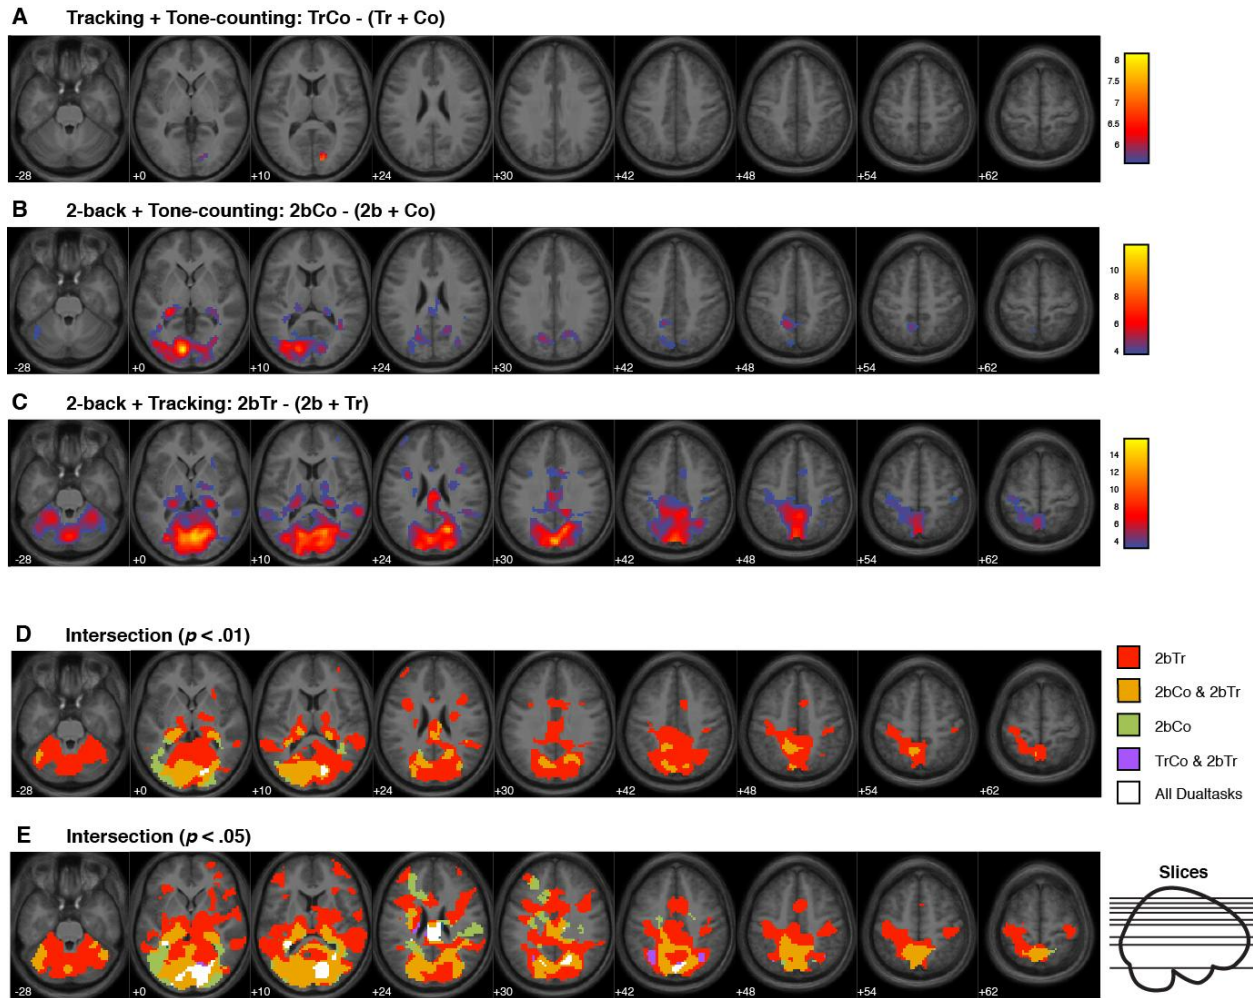 A Tracking + Tone-counting: TrCo - (Tr + Co)
8
7.5
7
6.5
6
-28 +0 +10 +24 +30 +42 +48 +54 +62
B 2-back + Tone-counting: 2bCo - (2b + Co)
10
8
6
4
-28 +0 +10 +24 +30 +42 +48 +54 +62
C 2-back + Tracking: 2bTr - (2b + Tr)
14
12
10
8
6
4
-28 +0 +10 +24 +30 +42 +48 +54 +62
D Intersection (p < .01)
2bTr
2bCo & 2bTr
2bCo
TrCo & 2bTr
All Dualtasks
-28 +0 +10 +24 +30 +42 +48 +54 +62
E Intersection (p < .05)
Slices
-28 +0 +10 +24 +30 +42 +48 +54 +62